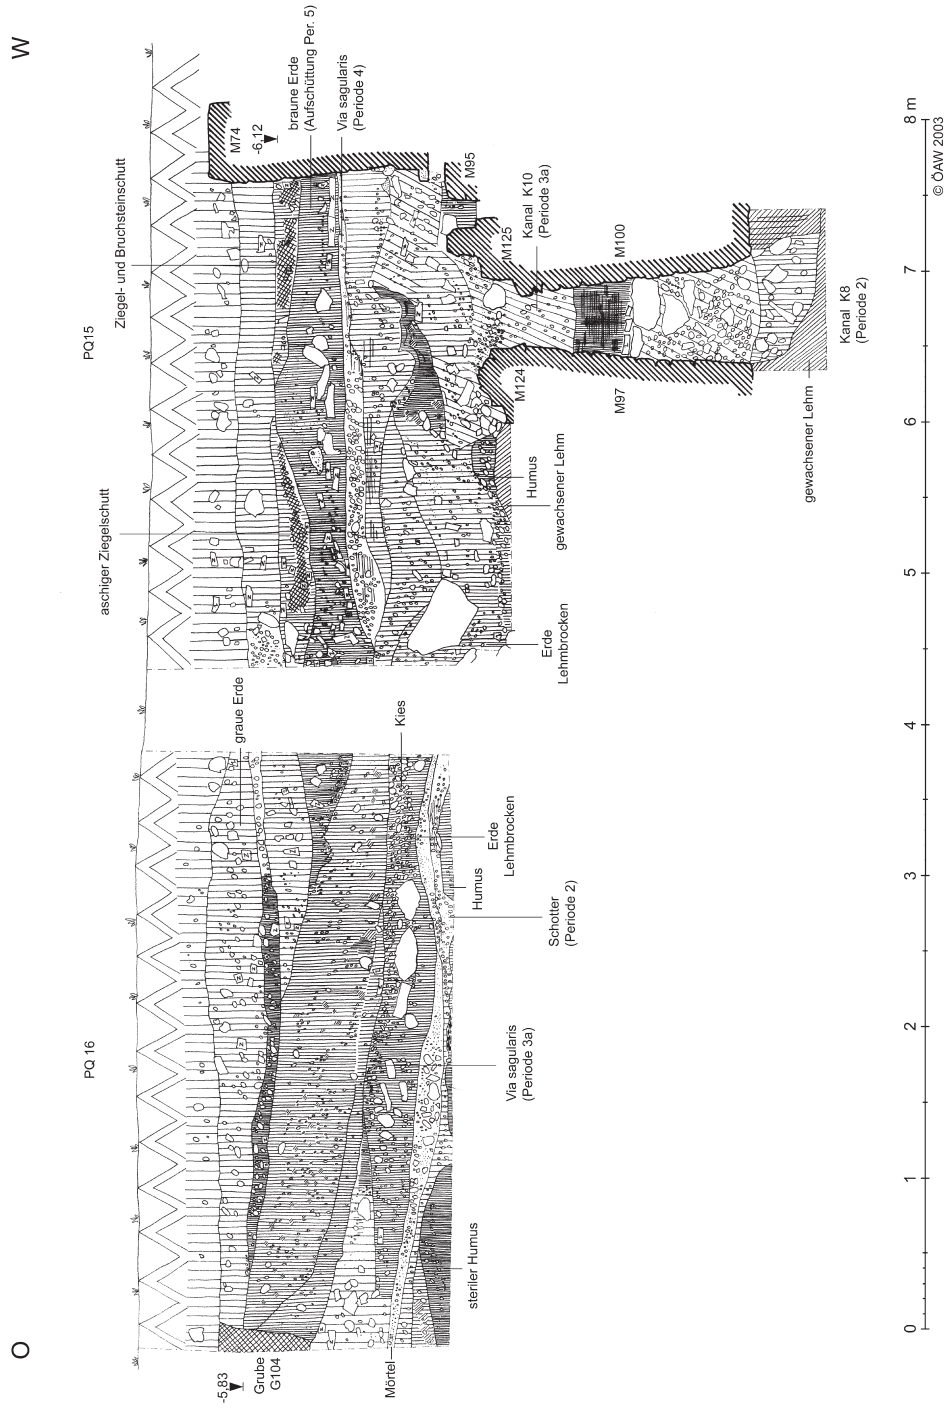 O
W
PQ 16
PQ15
aschiger Ziegelschutt
Ziegel- und Bruchsteinschutt
-5,83
Grube
G104
graue Erde
M74
-6,12
braune Erde
(Aufschüttung Per. 5)
Via sagularis
(Periode 4)
Mörtel
Kies
M95
steriler Humus
Via sagularis
(Periode 3a)
Schotter
(Periode 2)
Humus
Erde
Lehmbrocken
Erde
Lehmbrocken
gewachsener Lehm
Humus
M124
M125
Kanal K10
(Periode 3a)
M97
M100
gewachsener Lehm
Kanal K8
(Periode 2)
0
1
2
3
4
5
6
7
8 m
© ÖAW 2003